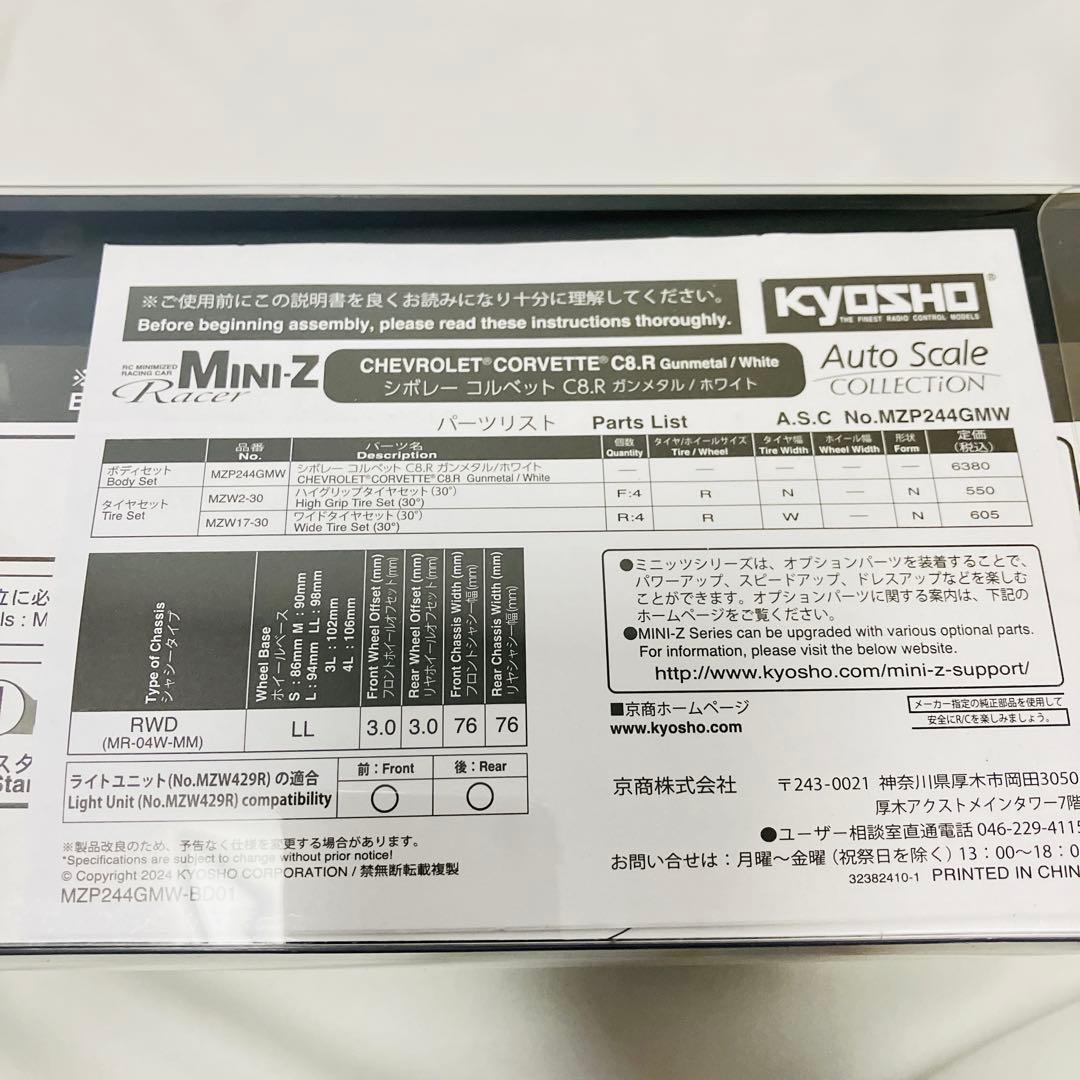 ※ご使用前にこの説明書を良くお読みになり十分に理解してください。
Before beginning assembly, please read these instructions thoroughly.
KYOSHO®
THE FINEST RADIO CONTROL MODELS
RC MINIMIZED
RACING CAR
MINI-Z
Racer
CHEVROLET® CORVETTE® C8.R Gunmetal / White
シボレー コルベット C8.R ガンメタル / ホワイト
Auto Scale
COLLECTiON
パーツリスト Parts List
A.S.C No.MZP244GMW
品番 No. パーツ名 Description 個数 Quantity タイヤ/ホイールサイズ Tire / Wheel タイヤ幅 Tire Width ホイール幅 Wheel Width 形状 Form 定価 (税込)
ボディセット Body Set MZP244GMW シボレー コルベット C8.R ガンメタル/ホワイト — — — — — 6380
CHEVROLET® CORVETTE® C8.R Gunmetal / White
タイヤセット Tire Set MZW2-30 ハイグリップタイヤセット(30°) F:4 R N — N 550
High Grip Tire Set (30°)
MZW17-30 ワイドタイヤセット(30°) R:4 R W — N 605
Wide Tire Set (30°)
Type of Chassis
シャシータイプ
Wheel Base
ホイールベース
S : 86mm M : 90mm
L : 94mm LL : 98mm
3L : 102mm
4L : 106mm
Front Wheel Offset (mm)
フロントホイールオフセット(mm)
Rear Wheel Offset (mm)
リヤホイールオフセット(mm)
Front Chassis Width (mm)
フロントシャシー幅(mm)
Rear Chassis Width (mm)
リヤシャシー幅(mm)
RWD
(MR-04W-MM)
LL 3.0 3.0 76 76
ライトユニット(No.MZW429R) の適合
Light Unit (No.MZW429R) compatibility
前 : Front 後 : Rear
○ ○
※製品改良のため、予告なく仕様を変更する場合があります。
*Specifications are subject to change without prior notice!
© Copyright 2024 KYOSHO CORPORATION / 禁無断転載複製
MZP244GMW-BD01
●ミニッツシリーズは、オプションパーツを装着することで、
パワーアップ、スピードアップ、ドレスアップなどを楽しむ
ことができます。オプションパーツに関する案内は、下記の
ホームページをご覧ください。
●MINI-Z Series can be upgraded with various optional parts.
For information, please visit the below website.
http://www.kyosho.com/mini-z-support/
■京商ホームページ
www.kyosho.com
メーカー指定の純正部品を使用して
安全にR/Cを楽しみましょう。
京商株式会社 〒243-0021 神奈川県厚木市岡田3050
厚木アクストメインタワー7階
●ユーザー相談室直通電話 046-229-4115
お問い合せは : 月曜〜金曜 (祝祭日を除く) 13 : 00〜18 : 0
32382410-1 PRINTED IN CHIN
立に必
ls : M
スタ
Star